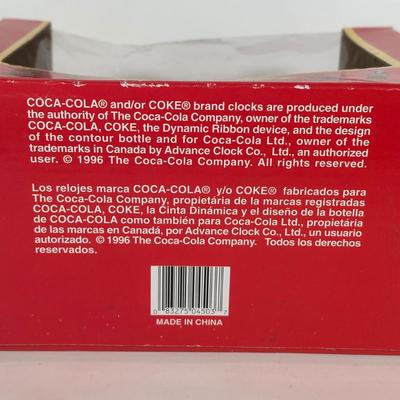 COCA-COLA® and/or COKE® brand clocks are produced under
the authority of The Coca-Cola Company, owner of the trademarks
COCA-COLA, COKE, the Dynamic Ribbon device, and the design
of the contour bottle and for Coca-Cola Ltd., owner of the
trademarks in Canada by Advance Clock Co., Ltd., an authorized
user. © 1996 The Coca-Cola Company. All rights reserved.
Los relojes marca COCA-COLA® y/o COKE® fabricados para
The Coca-Cola Company, propietária de las marcas registradas
COCA-COLA, COKE, la Cinta Dinámica y el diseño de la botella
de COCA-COLA como también para Coca-Cola Ltd., propietária
de las marcas en Canadá, por Advance Clock Co., Ltd., un usuario
autorizado. © 1996 The Coca-Cola Company. Todos los derechos
reservados.
0 83275 04503 7
MADE IN CHINA